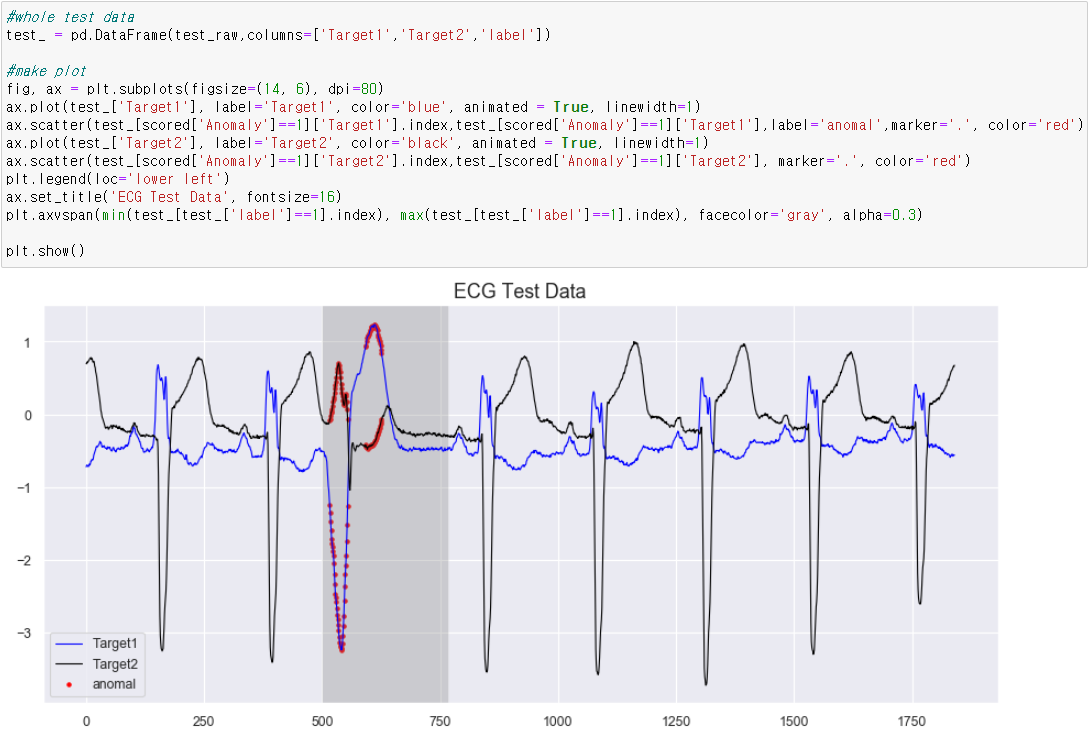 #whole test data
test_ = pd.DataFrame(test_raw,columns=['Target1','Target2','label'])
#make plot
fig, ax = plt.subplots(figsize=(14, 6), dpi=80)
ax.plot(test_['Target1'], label='Target1', color='blue', animated = True, linewidth=1)
ax.scatter(test_[scored['Anomaly']==1]['Target1'].index,test_[scored['Anomaly']==1]['Target1'],label='anomal',marker='.', color='red')
ax.plot(test_['Target2'], label='Target2', color='black', animated = True, linewidth=1)
ax.scatter(test_[scored['Anomaly']==1]['Target2'].index,test_[scored['Anomaly']==1]['Target2'], marker='.', color='red')
plt.legend(loc='lower left')
ax.set_title('ECG Test Data', fontsize=16)
plt.axvspan(min(test_[test_['label']==1].index), max(test_[test_['label']==1].index), facecolor='gray', alpha=0.3)
plt.show()
ECG Test Data
1
0
−1
−2
−3
Target1
Target2
anomal
0 250 500 750 1000 1250 1500 1750